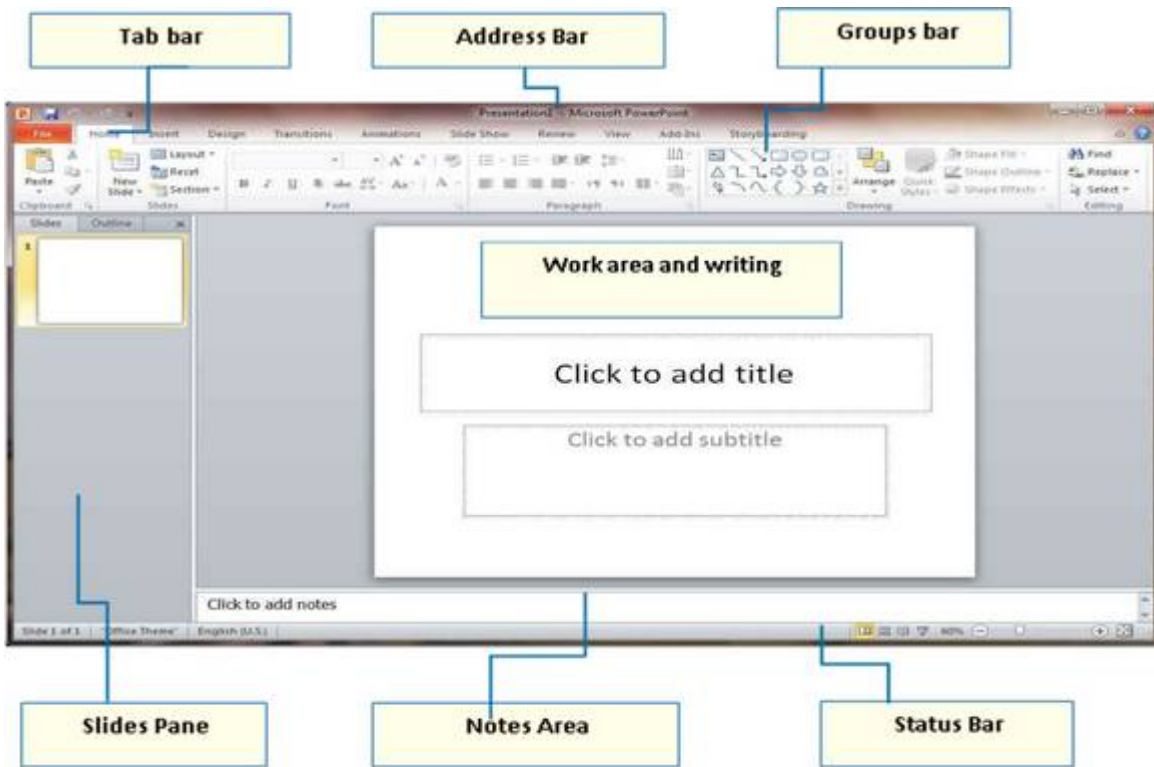 Tab bar
Address Bar
Groups bar
Presentation1 - Microsoft PowerPoint
File Home Insert Design Transitions Animations Slide Show Review View Add-Ins Storyboarding
Layout Find
Reset Shape Outline Replace
Paste New Slide Section Arrange Quick Styles Shape Effects Select
Clipboard Slides Font Paragraph Drawing Editing
Slides Outline
1
Work area and writing
Click to add title
Click to add subtitle
Click to add notes
Slide 1 of 1 "Office Theme" English (U.S.) 60%
Slides Pane
Notes Area
Status Bar